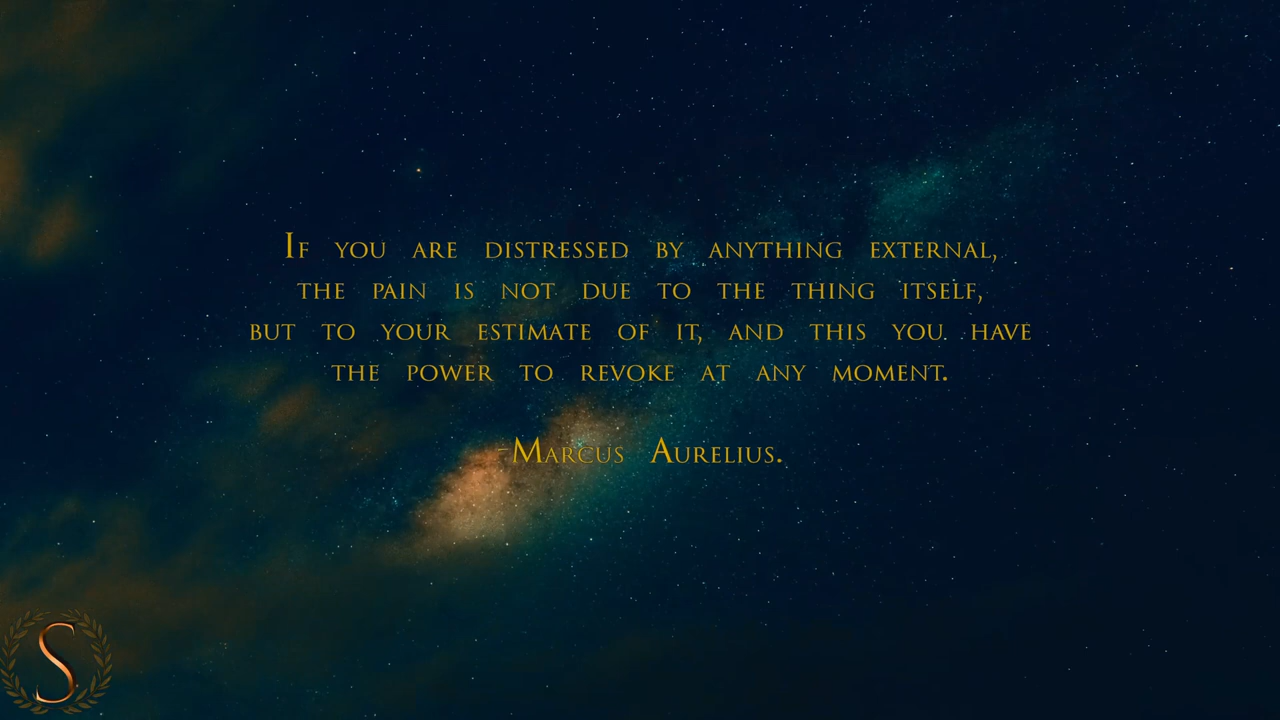 If you are distressed by anything external,
the pain is not due to the thing itself,
but to your estimate of it, and this you have
the power to revoke at any moment.
-Marcus Aurelius.
S